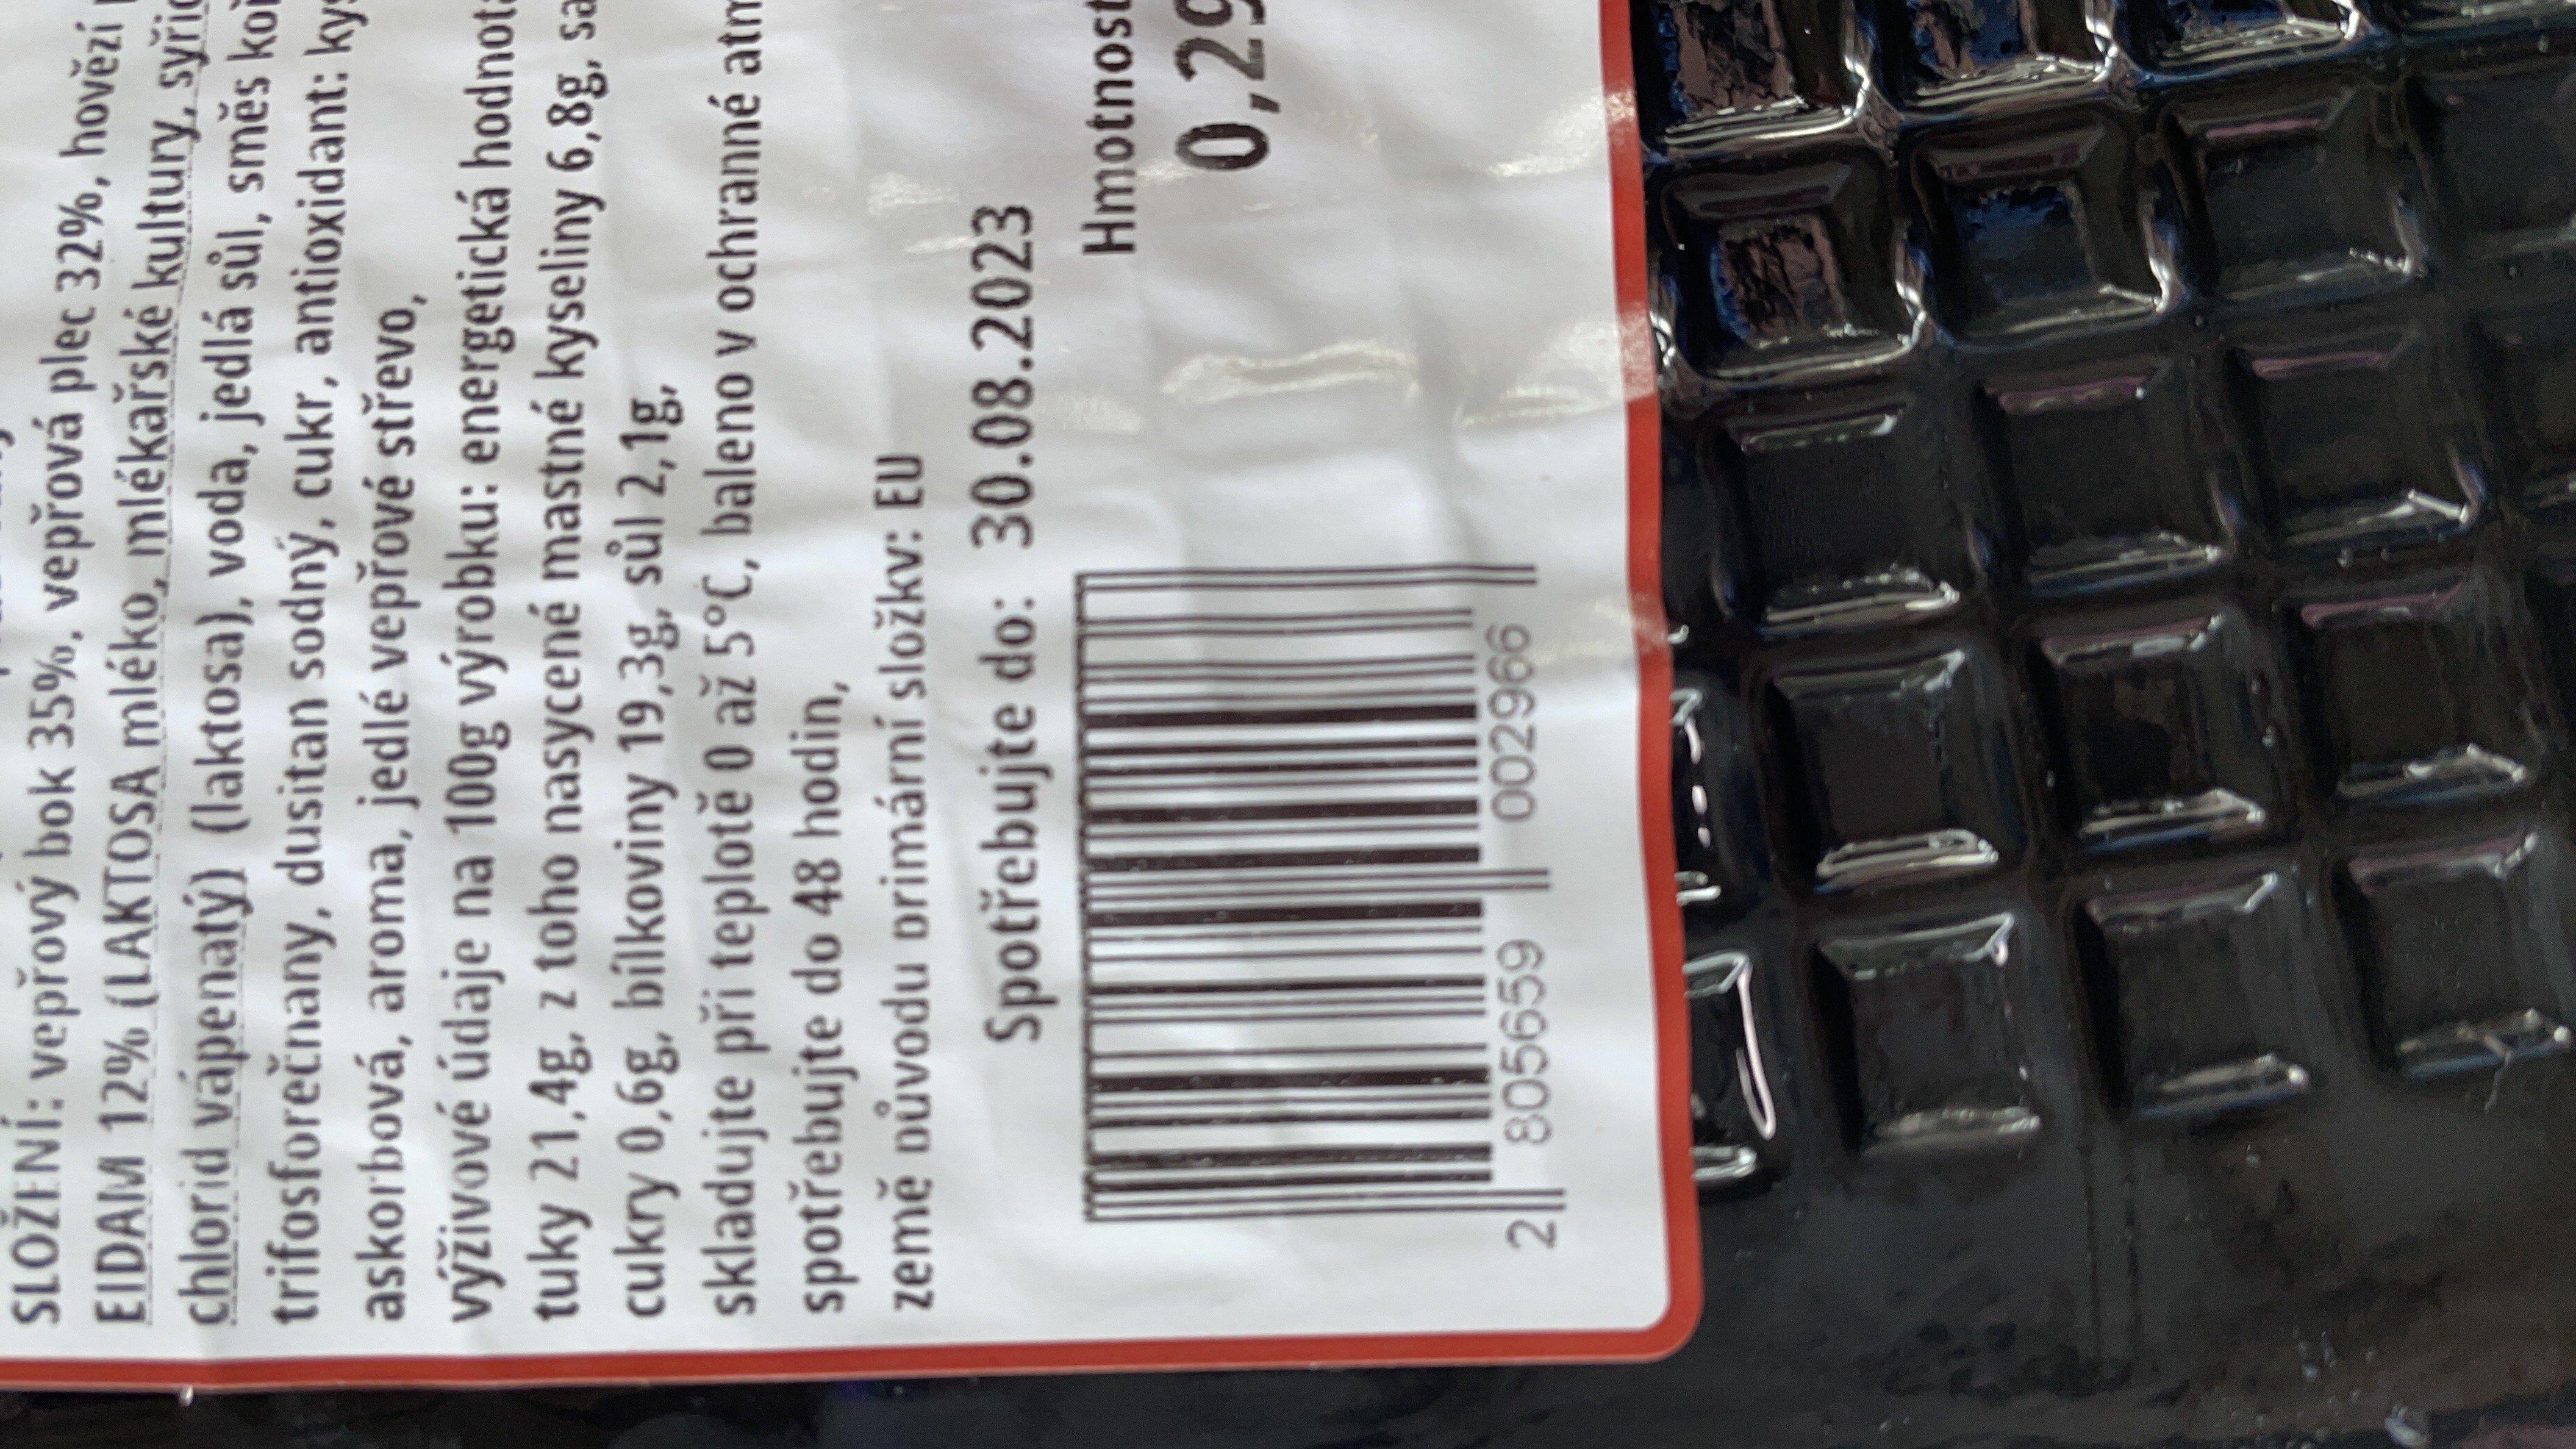 SLOŽENÍ: vepřový bok 35%, vepřová plec 32%, hovězí
EIDAM 12% (LAKTOSA mléko, mlékařské kultury, syřid
chlorid vápenatý) (laktosa), voda, jedlá sůl, směs koř
trifosforečnany, dusitan sodný, cukr, antioxidant: kys
askorbová, aroma, jedlé vepřové střevo,
výživové údaje na 100g výrobku: energetická hodnota
tuky 21,4g, z toho nasycené mastné kyseliny 6,8g, sa
cukry 0,6g, bílkoviny 19,3g, sůl 2,1g,
skladujte při teplotě 0 až 5°C, baleno v ochranné atm
spotřebujte do 48 hodin,
země původu primární složky: EU
Spotřebujte do: 30.08.2023
Hmotnost
0,29
2 805659 002966